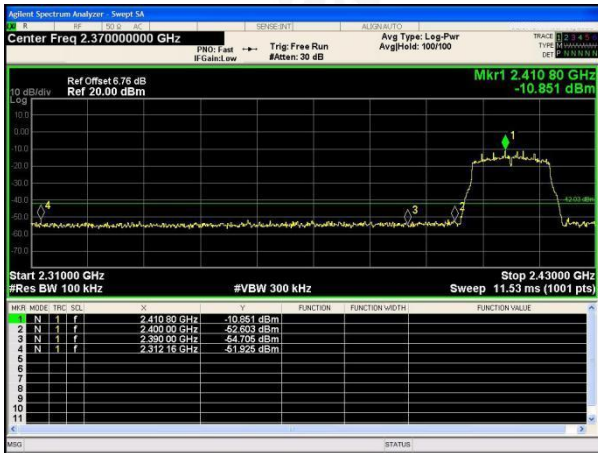 Agilent Spectrum Analyzer - Swept SA
R RF 50 Ω AC SENSE:INT ALIGNAUTO
Center Freq 2.370000000 GHz
PNO: Fast
IFGain:Low
Trig: Free Run
#Atten: 30 dB
Avg Type: Log-Pwr
Avg|Hold: 100/100
TRACE 1 2 3 4 5 6
TYPE M
DET P N N N N N
Mkr1 2.410 80 GHz
-10.851 dBm
Ref Offset 6.76 dB
10 dB/div Ref 20.00 dBm
Log
10.0
0.00
-10.0
-20.0
-30.0
-40.0
-50.0
-60.0
-70.0
1
2
3
4
Start 2.31000 GHz Stop 2.43000 GHz
#Res BW 100 kHz #VBW 300 kHz Sweep 11.53 ms (1001 pts)
MKR MODE TRC SCL X Y FUNCTION FUNCTION WIDTH FUNCTION VALUE
1 N 1 f 2.410 80 GHz -10.851 dBm
2 N 1 f 2.400 00 GHz -52.603 dBm
3 N 1 f 2.390 00 GHz -54.705 dBm
4 N 1 f 2.312 16 GHz -51.925 dBm
5
6
7
8
9
10
11
MSG STATUS